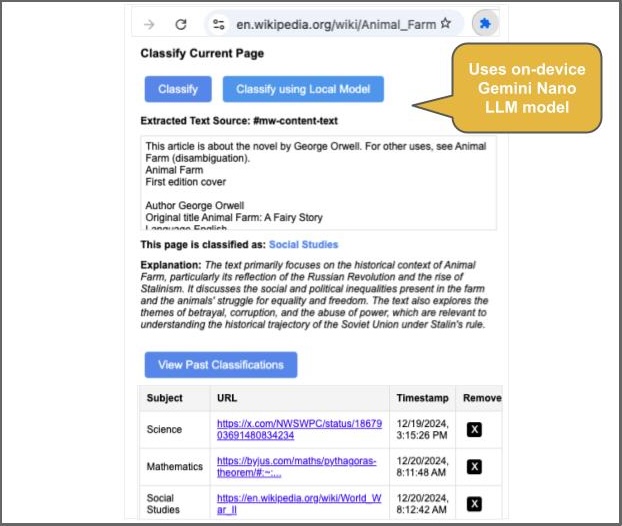 en.wikipedia.org/wiki/Animal_Farm
Classify Current Page
Uses on-device
Gemini Nano
LLM model
Classify
Classify using Local Model
Extracted Text Source: #mw-content-text
This article is about the novel by George Orwell. For other uses, see Animal
Farm (disambiguation).
Animal Farm
First edition cover
Author George Orwell
Original title Animal Farm: A Fairy Story
Language English
This page is classified as: Social Studies
Explanation: The text primarily focuses on the historical context of Animal
Farm, particularly its reflection of the Russian Revolution and the rise of
Stalinism. It discusses the social and political inequalities present in the farm
and the animals' struggle for equality and freedom. The text also explores the
themes of betrayal, corruption, and the abuse of power, which are relevant to
understanding the historical trajectory of the Soviet Union under Stalin's rule.
View Past Classifications
Subject URL Timestamp Remove
Science https://x.com/NWSWPC/status/18679 12/19/2024, X
03691480834234 3:15:26 PM
Mathematics https://byjus.com/maths/pythagoras- 12/20/2024, X
theorem/#:~:... 8:11:48 AM
Social https://en.wikipedia.org/wiki/World_W 12/20/2024, X
Studies ar_II 8:12:42 AM